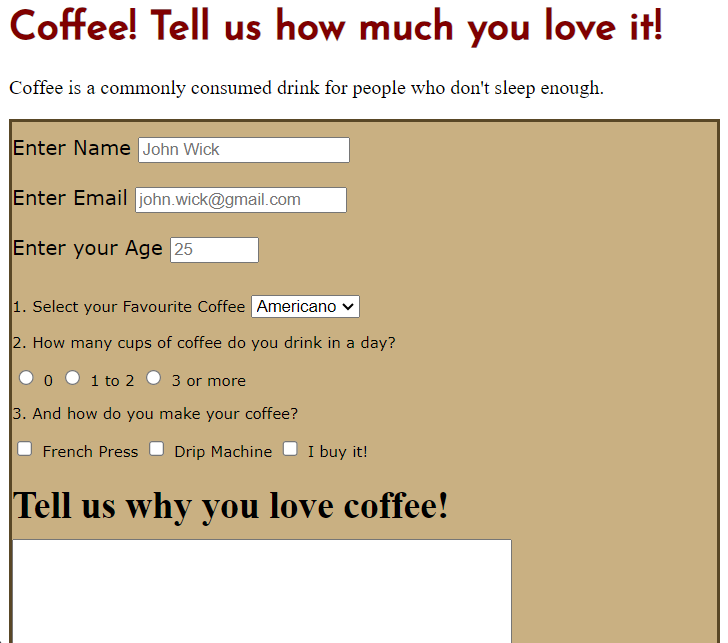 Coffee! Tell us how much you love it!
Coffee is a commonly consumed drink for people who don't sleep enough.
Enter Name John Wick
Enter Email john.wick@gmail.com
Enter your Age 25
1. Select your Favourite Coffee Americano
2. How many cups of coffee do you drink in a day?
0 1 to 2 3 or more
3. And how do you make your coffee?
French Press Drip Machine I buy it!
Tell us why you love coffee!